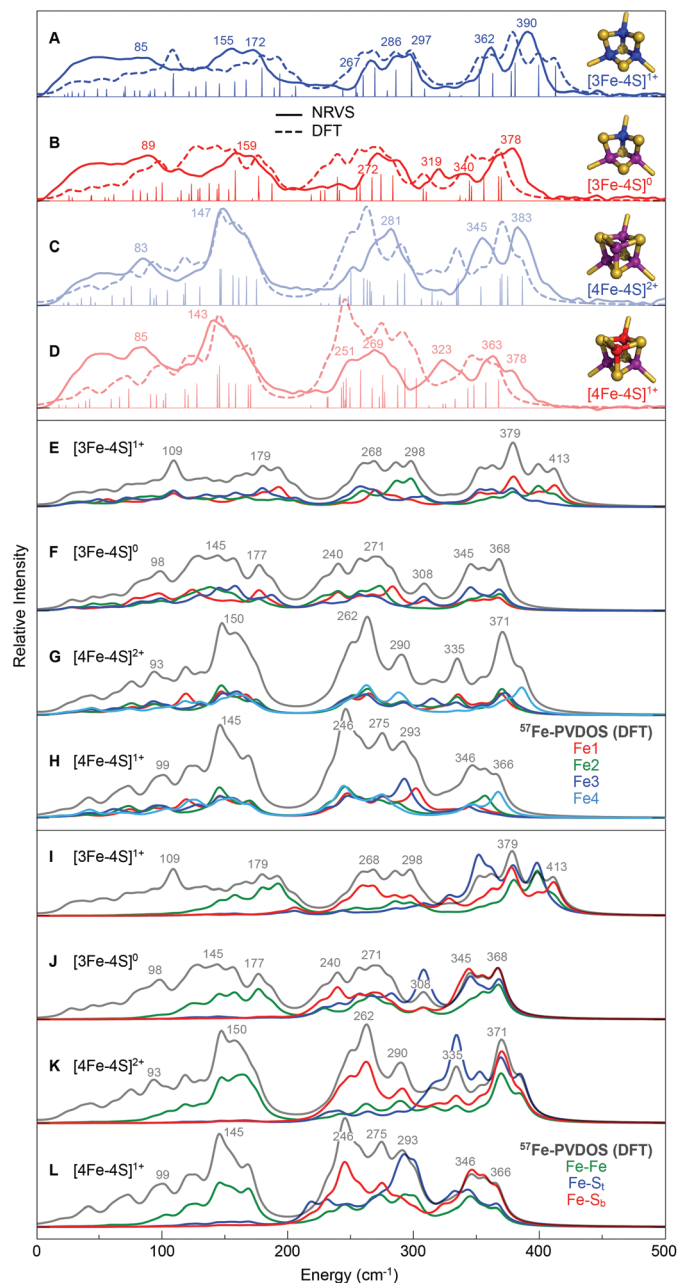 A 85 155 172 267 286 297 362 390 [3Fe-4S]1+
NRVS
DFT
B 89 159 272 319 340 378 [3Fe-4S]0
C 83 147 281 345 383 [4Fe-4S]2+
D 85 143 251 269 323 363 378 [4Fe-4S]1+
E [3Fe-4S]1+ 109 179 268 298 379 413
F [3Fe-4S]0 98 145 177 240 271 308 345 368
G [4Fe-4S]2+ 93 150 262 290 335 371
H [4Fe-4S]1+ 99 145 246 275 293 346 366
57Fe-PVDOS (DFT)
Fe1
Fe2
Fe3
Fe4
I [3Fe-4S]1+ 109 179 268 298 379 413
J [3Fe-4S]0 98 145 177 240 271 308 345 368
K [4Fe-4S]2+ 93 150 262 290 335 371
L [4Fe-4S]1+ 99 145 246 275 293 346 366
57Fe-PVDOS (DFT)
Fe-Fe
Fe-St
Fe-Sb
Relative Intensity
0 100 200 300 400 500
Energy (cm-1)